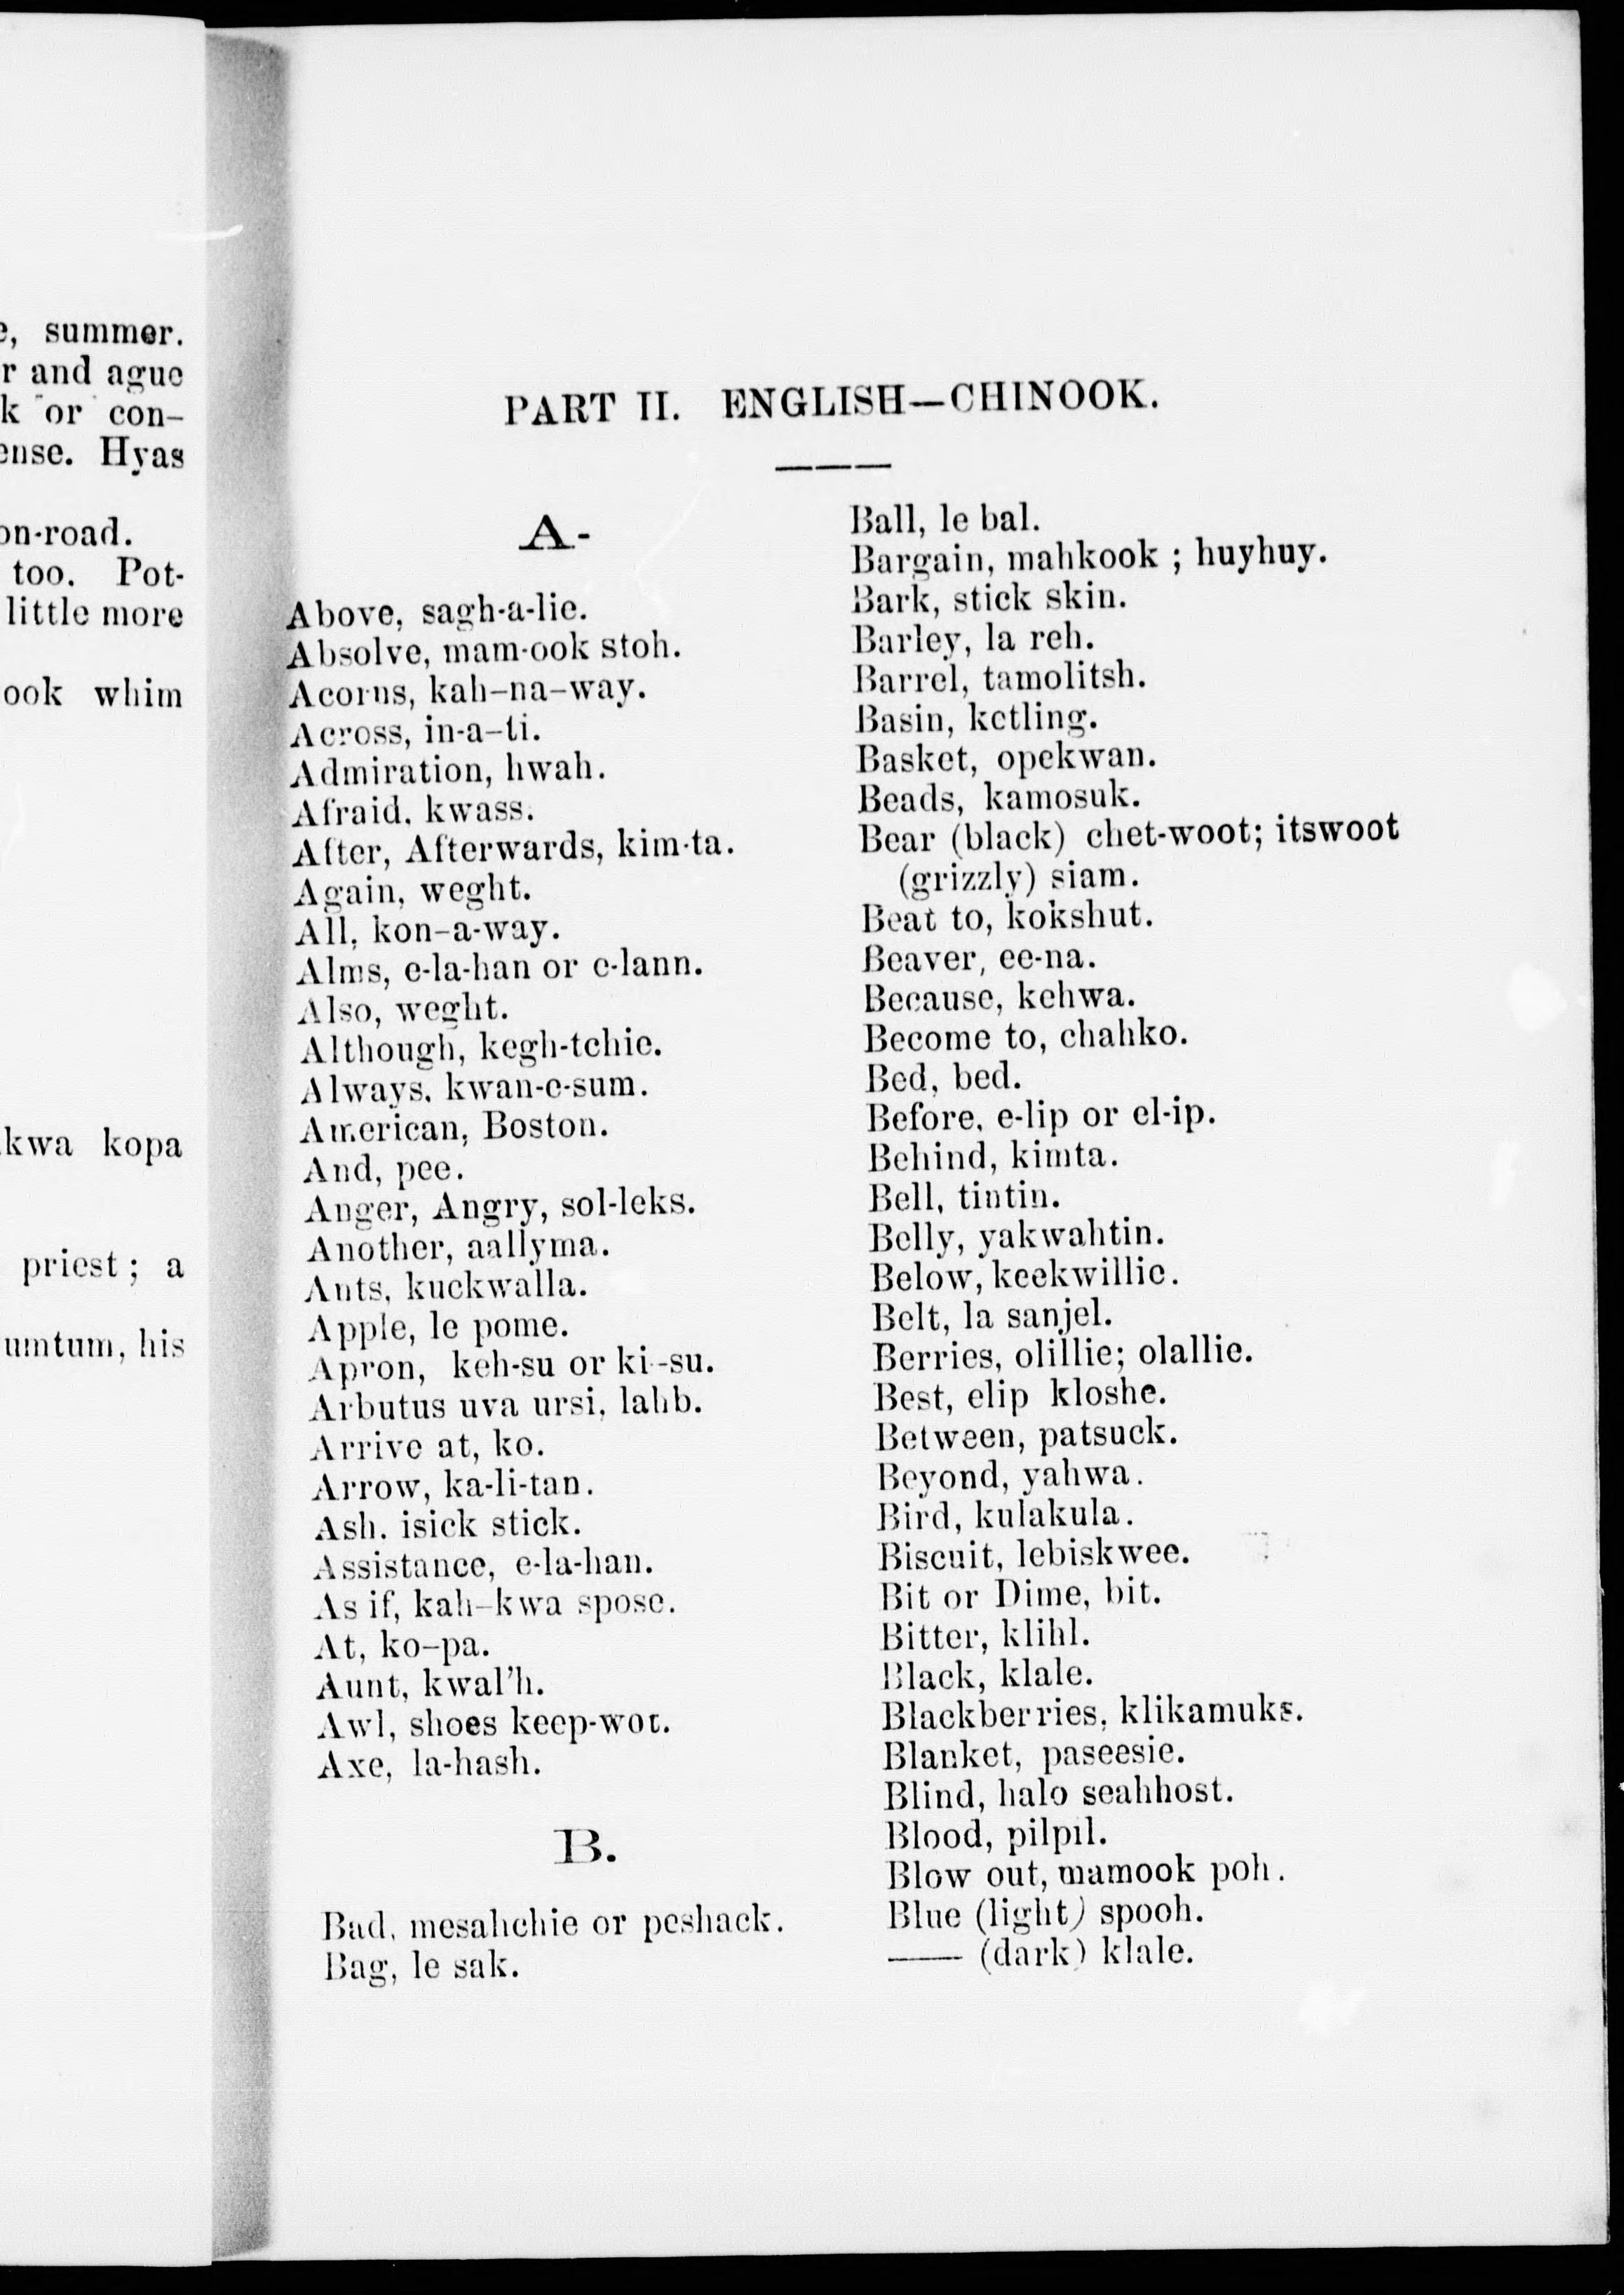 summer.
r and ague
k or con-
ense. Hyas
on-road.
too. Pot-
little more
ook whim
kwa kopa
priest; a
umtum, his
PART II. ENGLISH—CHINOOK.
A-
Above, sagh-a-lie.
Absolve, mam-ook stoh.
Acorns, kah-na-way.
Across, in-a-ti.
Admiration, hwah.
Afraid, kwass.
After, Afterwards, kim-ta.
Again, weght.
All, kon-a-way.
Alms, e-la-han or e-lann.
Also, weght.
Although, kegh-tchie.
Always, kwan-e-sum.
American, Boston.
And, pee.
Anger, Angry, sol-leks.
Another, aallyma.
Ants, kuckwalla.
Apple, le pome.
Apron, keh-su or ki-su.
Arbutus uva ursi, lahb.
Arrive at, ko.
Arrow, ka-li-tan.
Ash. isick stick.
Assistance, e-la-han.
As if, kah-kwa spose.
At, ko-pa.
Aunt, kwal'h.
Awl, shoes keep-wot.
Axe, la-hash.
B.
Bad, mesahchie or peshack.
Bag, le sak.
Ball, le bal.
Bargain, mahkook ; huyhuy.
Bark, stick skin.
Barley, la reh.
Barrel, tamolitsh.
Basin, ketling.
Basket, opekwan.
Beads, kamosuk.
Bear (black) chet-woot; itswoot
(grizzly) siam.
Beat to, kokshut.
Beaver, ee-na.
Because, kehwa.
Become to, chahko.
Bed, bed.
Before, e-lip or el-ip.
Behind, kimta.
Bell, tintin.
Belly, yakwahtin.
Below, keekwillie.
Belt, la sanjel.
Berries, olillie; olallie.
Best, elip kloshe.
Between, patsuck.
Beyond, yahwa.
Bird, kulakula.
Biscuit, lebiskwee.
Bit or Dime, bit.
Bitter, klihl.
Black, klale.
Blackberries, klikamuks.
Blanket, paseesie.
Blind, halo seahhost.
Blood, pilpil.
Blow out, mamook poh.
Blue (light) spooh.
—— (dark) klale.